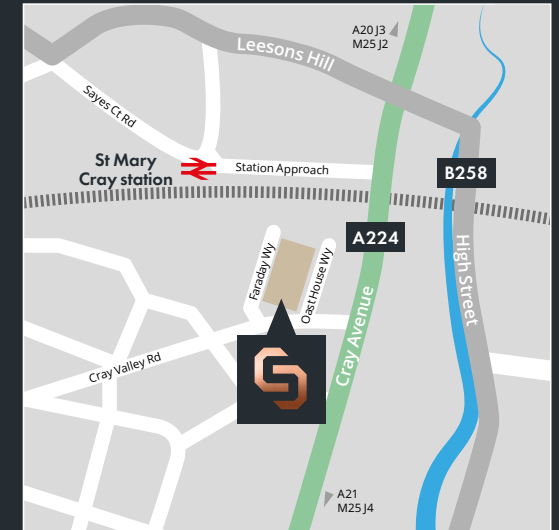 A20 J3
M25 J2
Leesons Hill
Sayes Ct Rd
St Mary
Cray station
Station Approach
B258
A224
Faraday Wy
Oast House Wy
High Street
Cray Avenue
Cray Valley Rd
A21
M25 J4